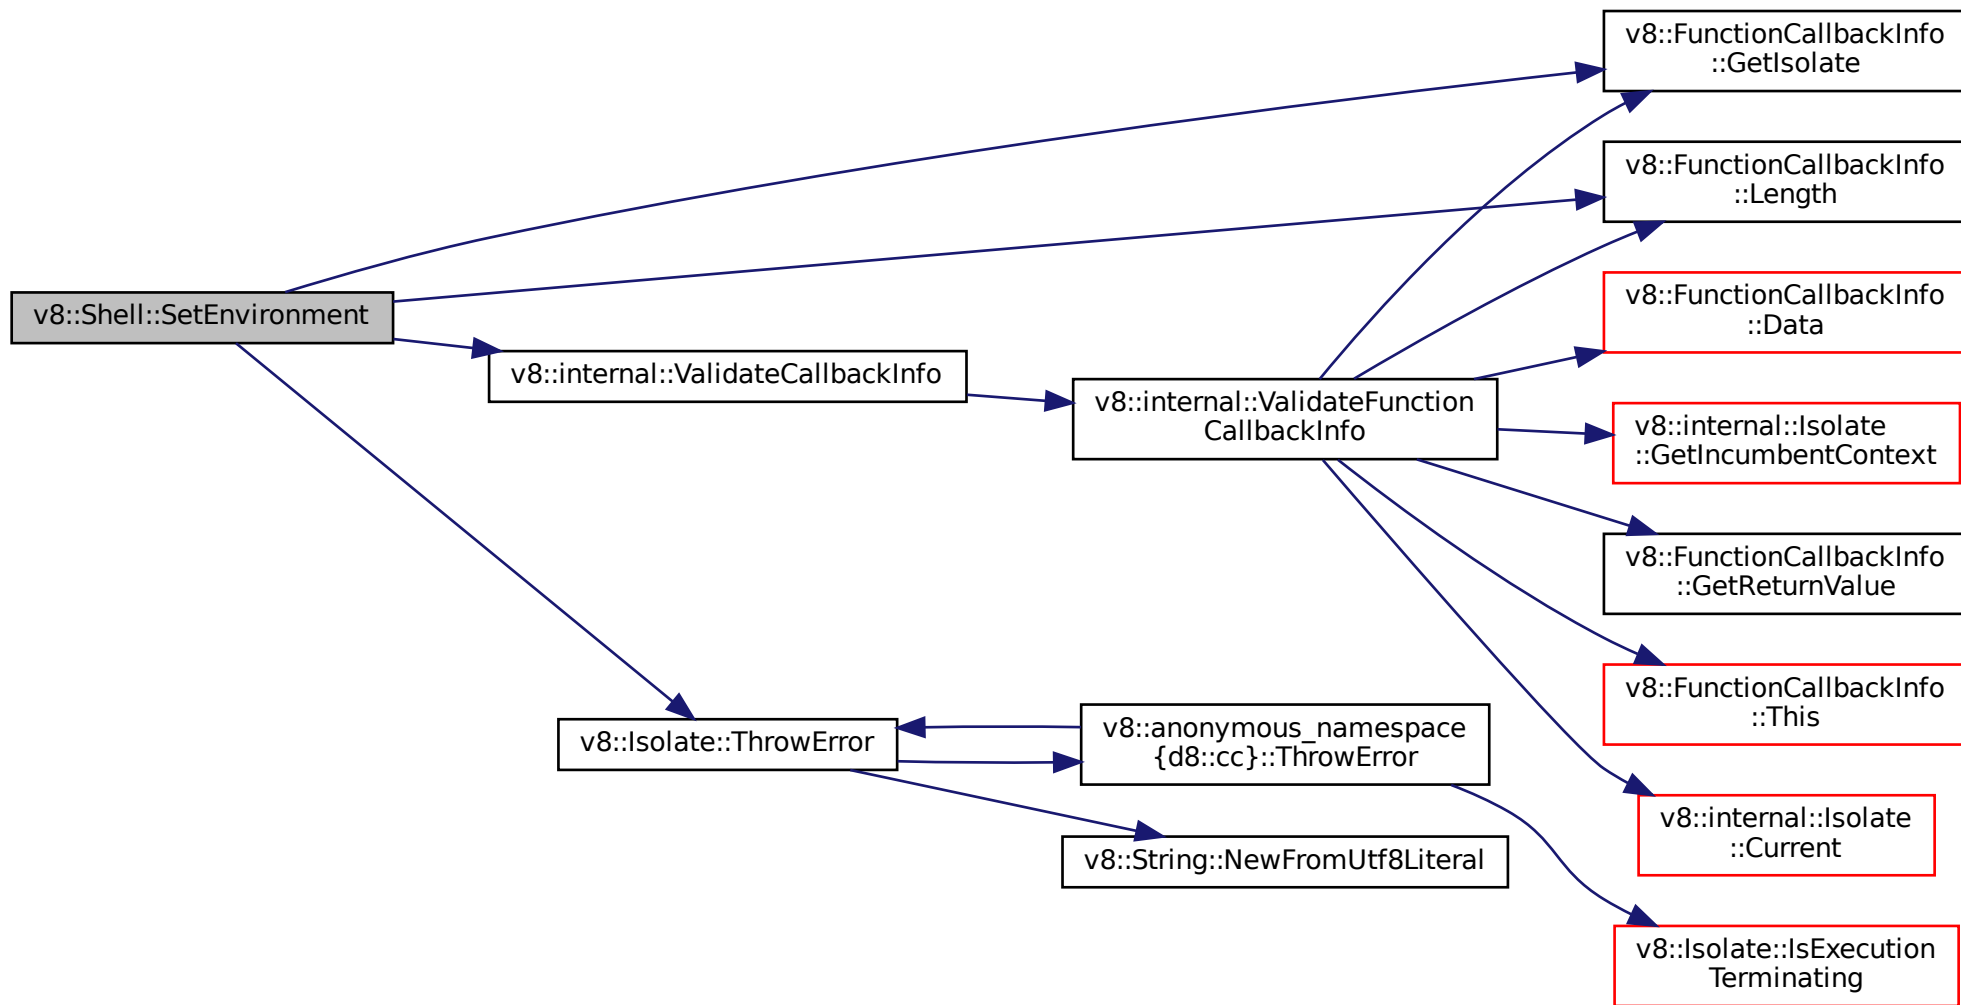 v8::FunctionCallbackInfo
::GetIsolate
v8::FunctionCallbackInfo
::Length
v8::FunctionCallbackInfo
::Data
v8::Shell::SetEnvironment
v8::internal::ValidateCallbackInfo
v8::internal::ValidateFunction
CallbackInfo
v8::internal::Isolate
::GetIncumbentContext
v8::FunctionCallbackInfo
::GetReturnValue
v8::FunctionCallbackInfo
::This
v8::Isolate::ThrowError
v8::anonymous_namespace
{d8::cc}::ThrowError
v8::internal::Isolate
::Current
v8::String::NewFromUtf8Literal
v8::Isolate::IsExecution
Terminating